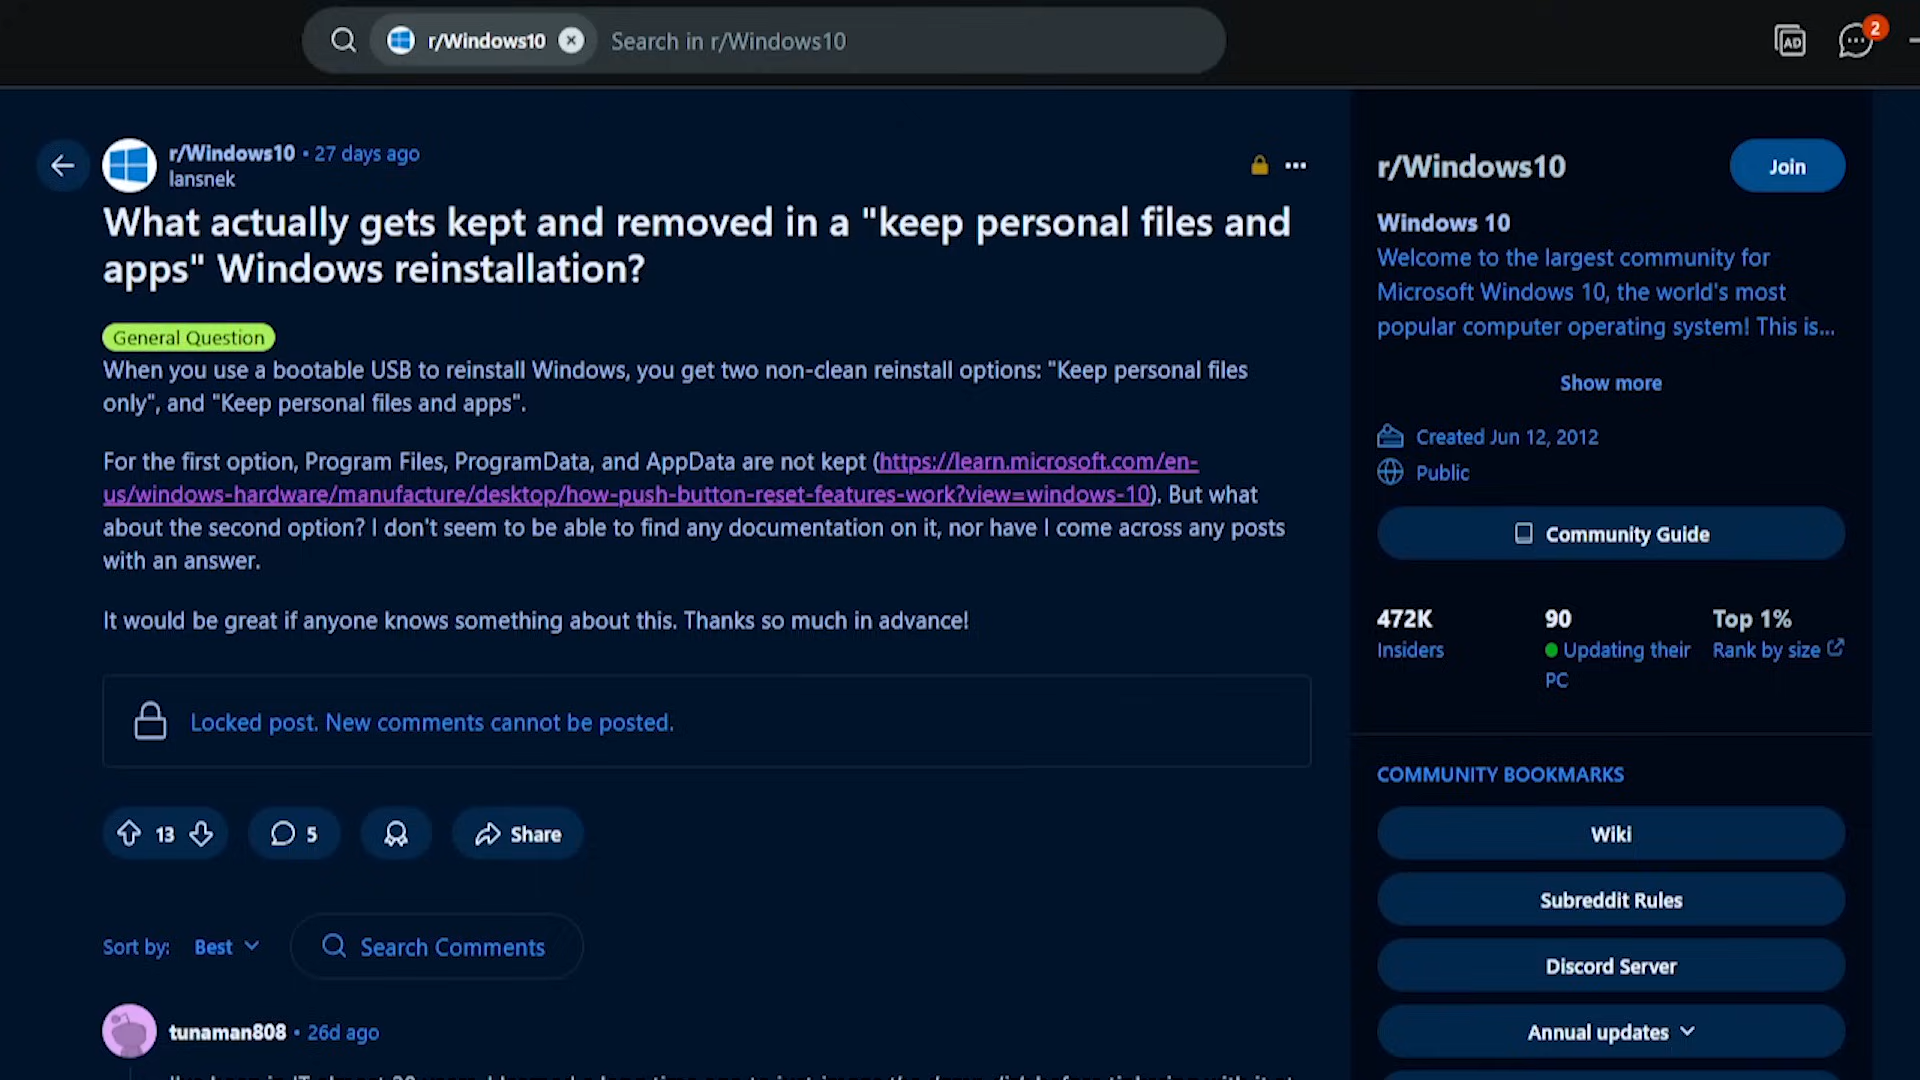 r/Windows10
Search in r/Windows10
AD
2
r/Windows10 • 27 days ago
lansnek
What actually gets kept and removed in a "keep personal files and
apps" Windows reinstallation?
General Question
When you use a bootable USB to reinstall Windows, you get two non-clean reinstall options: "Keep personal files
only", and "Keep personal files and apps".
For the first option, Program Files, ProgramData, and AppData are not kept (https://learn.microsoft.com/en-
us/windows-hardware/manufacture/desktop/how-push-button-reset-features-work?view=windows-10). But what
about the second option? I don't seem to be able to find any documentation on it, nor have I come across any posts
with an answer.
It would be great if anyone knows something about this. Thanks so much in advance!
Locked post. New comments cannot be posted.
13
5
Share
Sort by: Best
Search Comments
tunaman808 • 26d ago
r/Windows10
Join
Windows 10
Welcome to the largest community for
Microsoft Windows 10, the world's most
popular computer operating system! This is...
Show more
Created Jun 12, 2012
Public
Community Guide
472K
Insiders
90
Updating their
PC
Top 1%
Rank by size
COMMUNITY BOOKMARKS
Wiki
Subreddit Rules
Discord Server
Annual updates